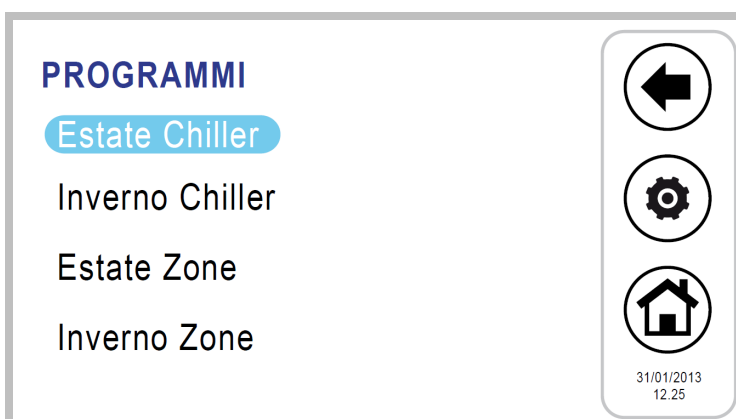 PROGRAMMI
Estate Chiller
Inverno Chiller
Estate Zone
Inverno Zone
31/01/2013
12.25